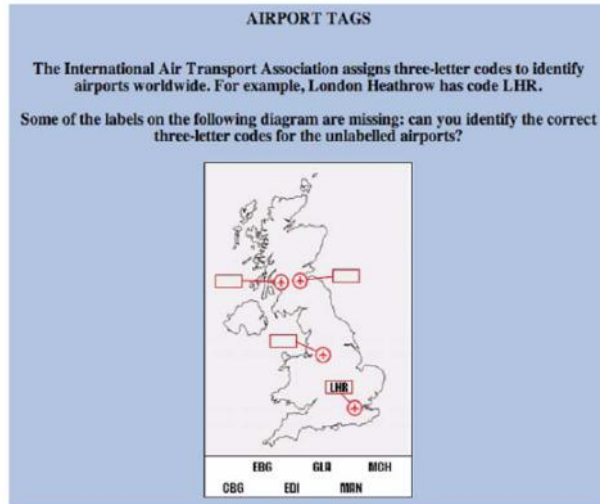 AIRPORT TAGS
The International Air Transport Association assigns three-letter codes to identify
airports worldwide. For example, London Heathrow has code LHR.
Some of the labels on the following diagram are missing: can you identify the correct
three-letter codes for the unlabelled airports?
LHR
EBG GLA MCH
CBG EDI MAN